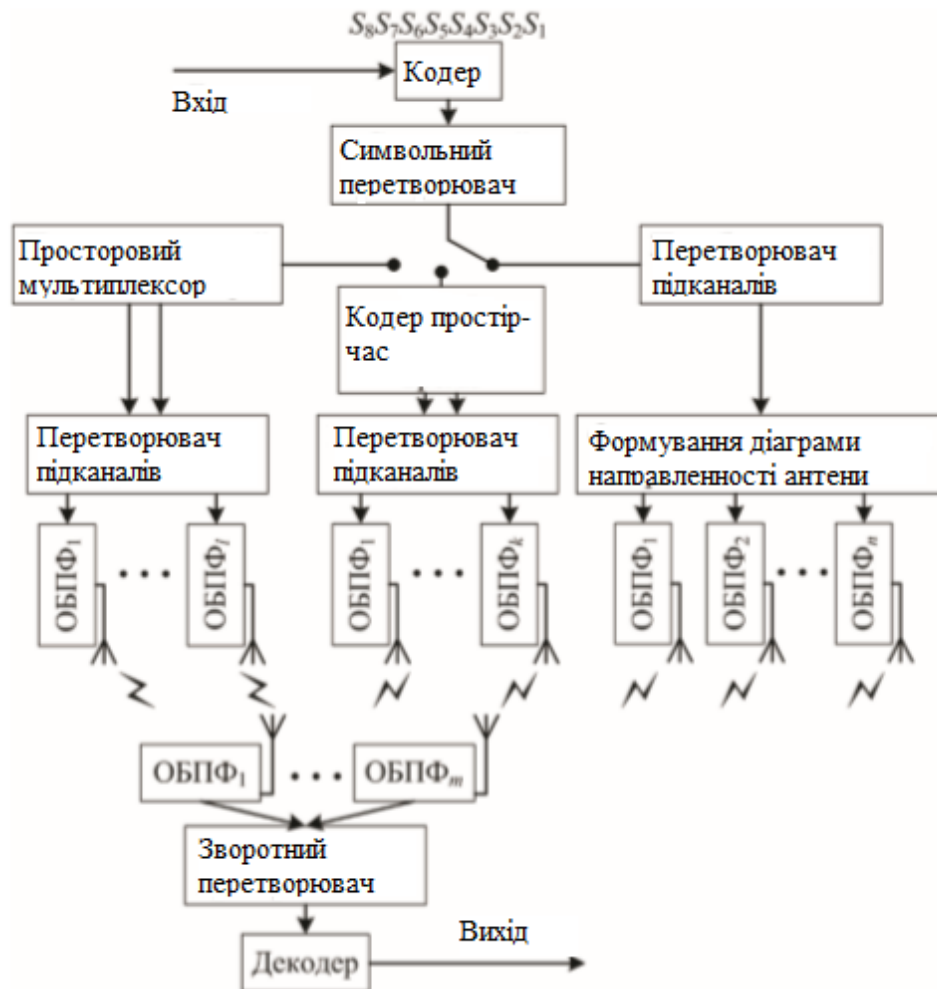 S₈S₇S₆S₅S₄S₃S₂S₁
Кодер
Вхід
Символьний
перетворювач
Просторовий
мультиплексор
Перетворювач
підканалів
Кодер простір-
час
Перетворювач
підканалів
Перетворювач
підканалів
Формування діаграми
направленності антени
ОБПФ₁
ОБПФₗ
ОБПФ₁
ОБПФₖ
ОБПФ₁
ОБПФ₂
ОБПФₙ
ОБПФ₁
ОБПФₘ
Зворотний
перетворювач
Вихід
Декодер